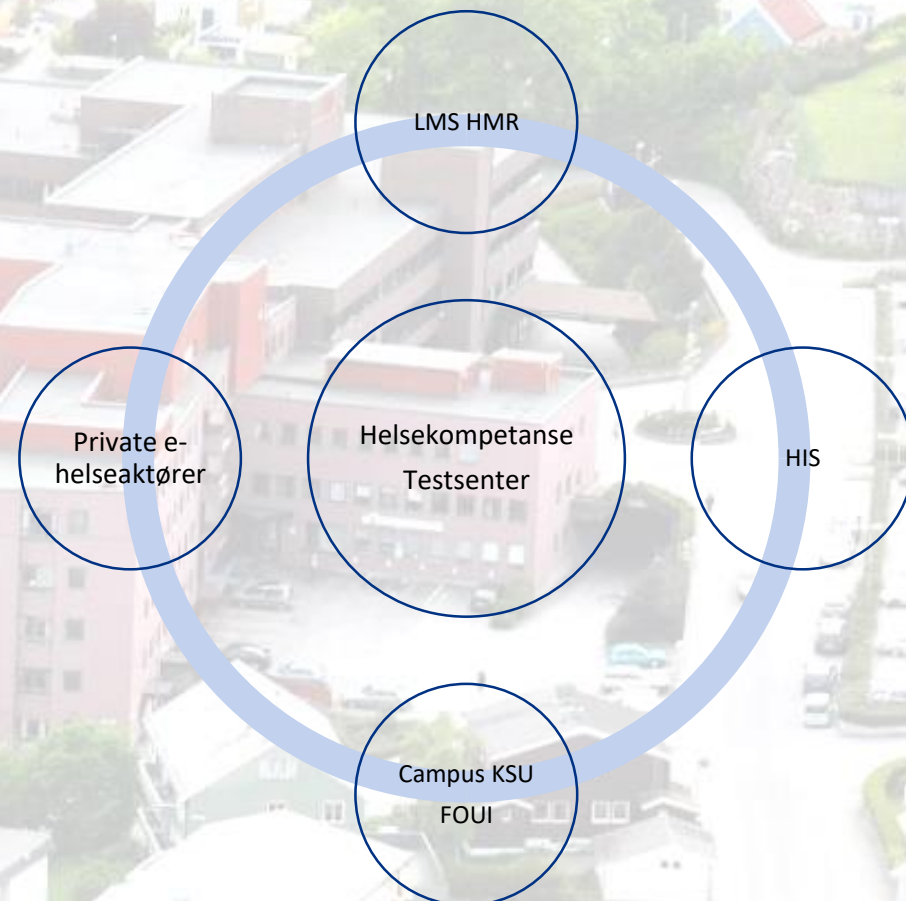 LMS HMR
Private e-
helseaktører
Helsekompetanse
Testsenter
HIS
Campus KSU
FOUI